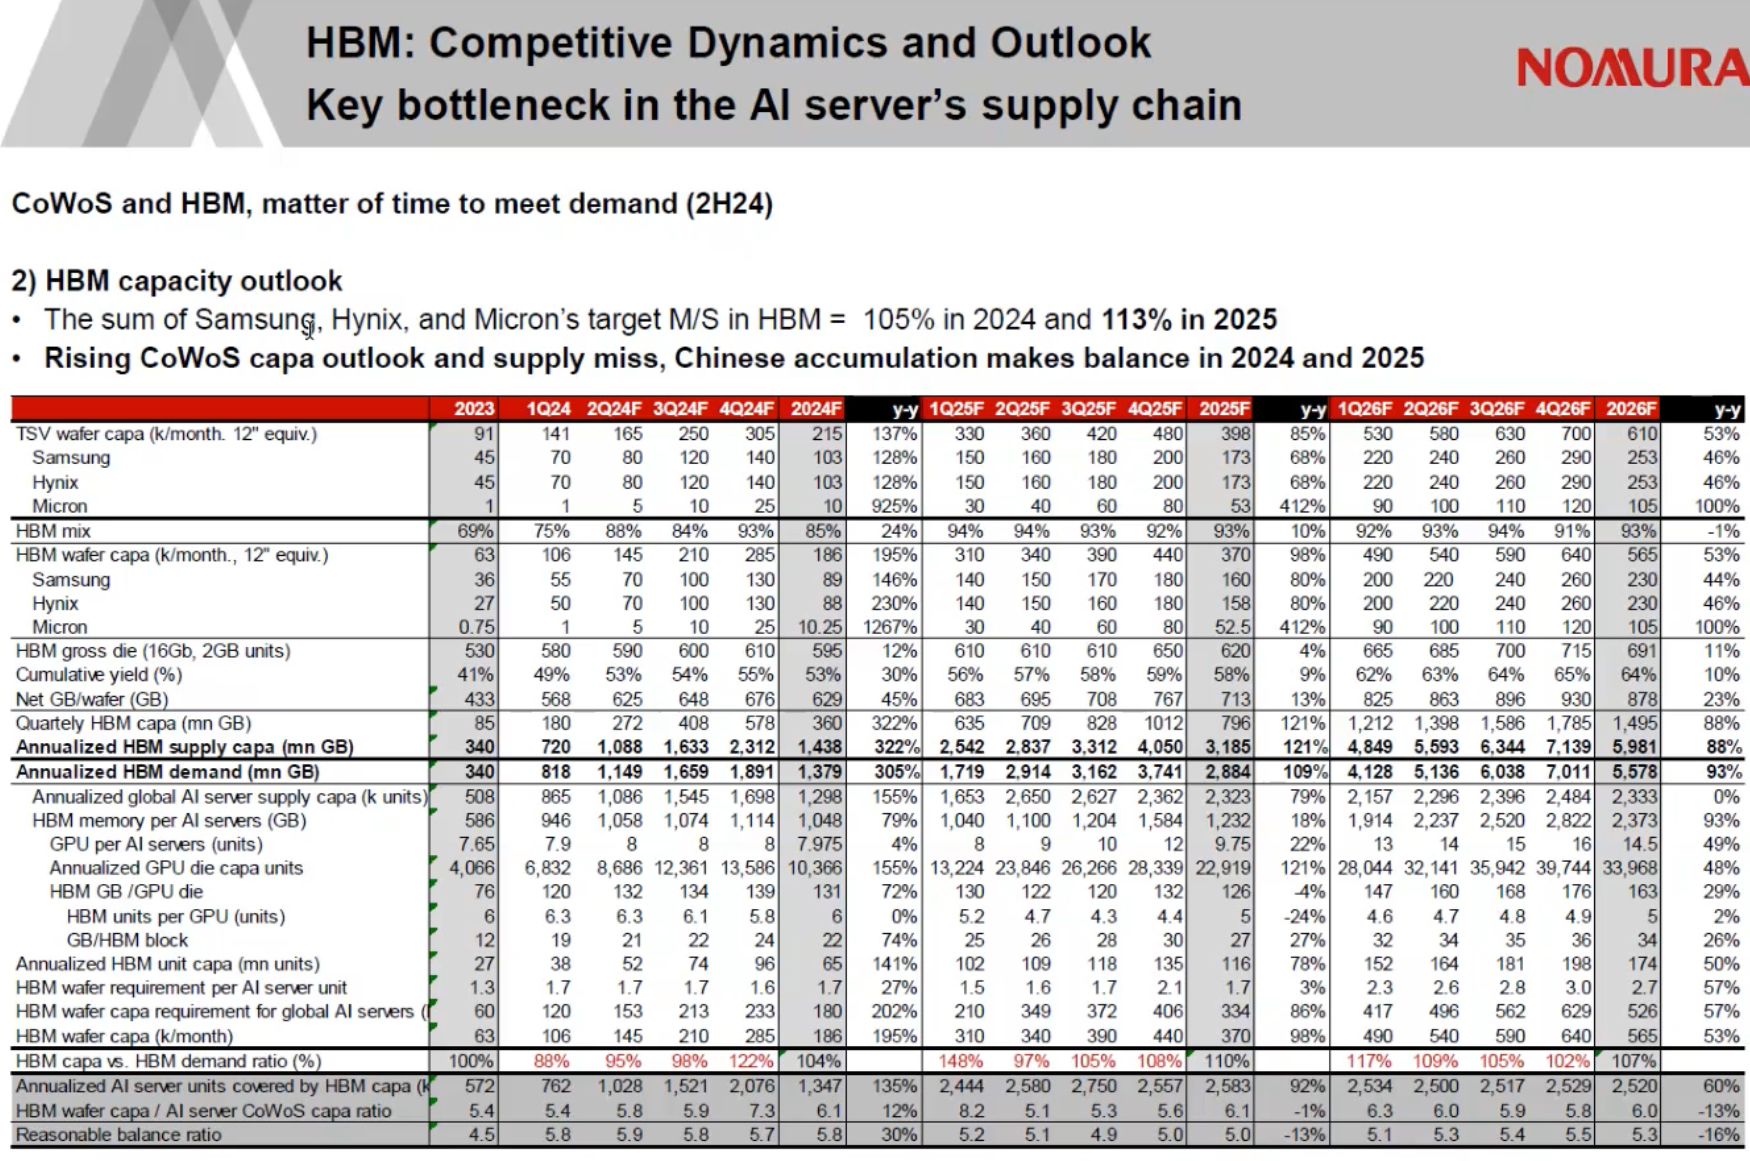 HBM: Competitive Dynamics and Outlook
NOMURA
Key bottleneck in the AI server’s supply chain
CoWoS and HBM, matter of time to meet demand (2H24)
2) HBM capacity outlook
• The sum of Samsung, Hynix, and Micron’s target M/S in HBM = 105% in 2024 and 113% in 2025
• Rising CoWoS capa outlook and supply miss, Chinese accumulation makes balance in 2024 and 2025
2023 1Q24 2Q24F 3Q24F 4Q24F 2024F y-y 1Q25F 2Q25F 3Q25F 4Q25F 2025F y-y 1Q26F 2Q26F 3Q26F 4Q26F 2026F y-y
TSV wafer capa (k/month. 12" equiv.) 91 141 165 250 305 215 137% 330 360 420 480 398 85% 530 580 630 700 610 53%
Samsung 45 70 80 120 140 103 128% 150 160 180 200 173 68% 220 240 260 290 253 46%
Hynix 45 70 80 120 140 103 128% 150 160 180 200 173 68% 220 240 260 290 253 46%
Micron 1 1 5 10 25 10 925% 30 40 60 80 53 412% 90 100 110 120 105 100%
HBM mix 69% 75% 88% 84% 93% 85% 24% 94% 94% 93% 92% 93% 10% 92% 93% 94% 91% 93% -1%
HBM wafer capa (k/month., 12" equiv.) 63 106 145 210 285 186 195% 310 340 390 440 370 98% 490 540 590 640 565 53%
Samsung 36 55 70 100 130 89 146% 140 150 170 180 160 80% 200 220 240 260 230 44%
Hynix 27 50 70 100 130 88 230% 140 150 160 180 158 80% 200 220 240 260 230 46%
Micron 0.75 1 5 10 25 10.25 1267% 30 40 60 80 52.5 412% 90 100 110 120 105 100%
HBM gross die (16Gb, 2GB units) 530 580 590 600 610 595 12% 610 610 610 650 620 4% 665 685 700 715 691 11%
Cumulative yield (%) 41% 49% 53% 54% 55% 53% 30% 56% 57% 58% 59% 58% 9% 62% 63% 64% 65% 64% 10%
Net GB/wafer (GB) 433 568 625 648 676 629 45% 683 695 708 767 713 13% 825 863 896 930 878 23%
Quartely HBM capa (mn GB) 85 180 272 408 578 360 322% 635 709 828 1012 796 121% 1,212 1,398 1,586 1,785 1,495 88%
Annualized HBM supply capa (mn GB) 340 720 1,088 1,633 2,312 1,438 322% 2,542 2,837 3,312 4,050 3,185 121% 4,849 5,593 6,344 7,139 5,981 88%
Annualized HBM demand (mn GB) 340 818 1,149 1,659 1,891 1,379 305% 1,719 2,914 3,162 3,741 2,884 109% 4,128 5,136 6,038 7,011 5,578 93%
Annualized global AI server supply capa (k units) 508 865 1,086 1,545 1,698 1,298 155% 1,653 2,650 2,627 2,362 2,323 79% 2,157 2,296 2,396 2,484 2,333 0%
HBM memory per AI servers (GB) 586 946 1,058 1,074 1,114 1,048 79% 1,040 1,100 1,204 1,584 1,232 18% 1,914 2,237 2,520 2,822 2,373 93%
GPU per AI servers (units) 7.65 7.9 8 8 8 7.975 4% 8 9 10 12 9.75 22% 13 14 15 16 14.5 49%
Annualized GPU die capa units 4,066 6,832 8,686 12,361 13,586 10,366 155% 13,224 23,846 26,266 28,339 22,919 121% 28,044 32,141 35,942 39,744 33,968 48%
HBM GB /GPU die 76 120 132 134 139 131 72% 130 122 120 132 126 -4% 147 160 168 176 163 29%
HBM units per GPU (units) 6 6.3 6.3 6.1 5.8 6 0% 5.2 4.7 4.3 4.4 5 -24% 4.6 4.7 4.8 4.9 5 2%
GB/HBM block 12 19 21 22 24 22 74% 25 26 28 30 27 27% 32 34 35 36 34 26%
Annualized HBM unit capa (mn units) 27 38 52 74 96 65 141% 102 109 118 135 116 78% 152 164 181 198 174 50%
HBM wafer requirement per AI server unit 1.3 1.7 1.7 1.7 1.6 1.7 27% 1.5 1.6 1.7 2.1 1.7 3% 2.3 2.6 2.8 3.0 2.7 57%
HBM wafer capa requirement for global AI servers ( 60 120 153 213 233 180 202% 210 349 372 406 334 86% 417 496 562 629 526 57%
HBM wafer capa (k/month) 63 106 145 210 285 186 195% 310 340 390 440 370 98% 490 540 590 640 565 53%
HBM capa vs. HBM demand ratio (%) 100% 88% 95% 98% 122% 104% 148% 97% 105% 108% 110% 117% 109% 105% 102% 107%
Annualized AI server units covered by HBM capa (k 572 762 1,028 1,521 2,076 1,347 135% 2,444 2,580 2,750 2,557 2,583 92% 2,534 2,500 2,517 2,529 2,520 60%
HBM wafer capa / AI server CoWoS capa ratio 5.4 5.4 5.8 5.9 7.3 6.1 12% 8.2 5.1 5.3 5.6 6.1 -1% 6.3 6.0 5.9 5.8 6.0 -13%
Reasonable balance ratio 4.5 5.8 5.9 5.8 5.7 5.8 30% 5.2 5.1 4.9 5.0 5.0 -13% 5.1 5.3 5.4 5.5 5.3 -16%